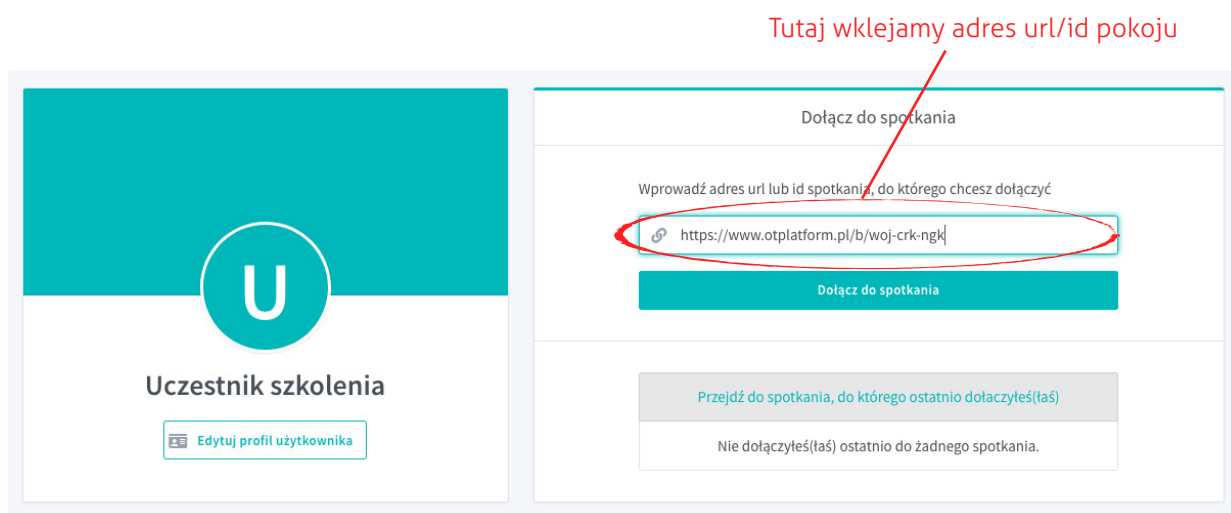 Tutaj wklejamy adres url/id pokoju
Dołącz do spotkania
Wprowadź adres url lub id spotkania, do którego chcesz dołączyć
https://www.otplatform.pl/b/woj-crk-ngk
Dołącz do spotkania
U
Uczestnik szkolenia
Edytuj profil użytkownika
Przejdź do spotkania, do którego ostatnio dołaczyłeś(łaś)
Nie dołączyłeś(łaś) ostatnio do żadnego spotkania.